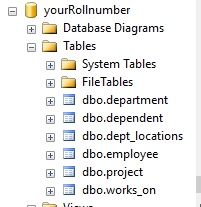 yourRollnumber
Database Diagrams
Tables
System Tables
FileTables
dbo.department
dbo.dependent
dbo.dept_locations
dbo.employee
dbo.project
dbo.works_on
Views